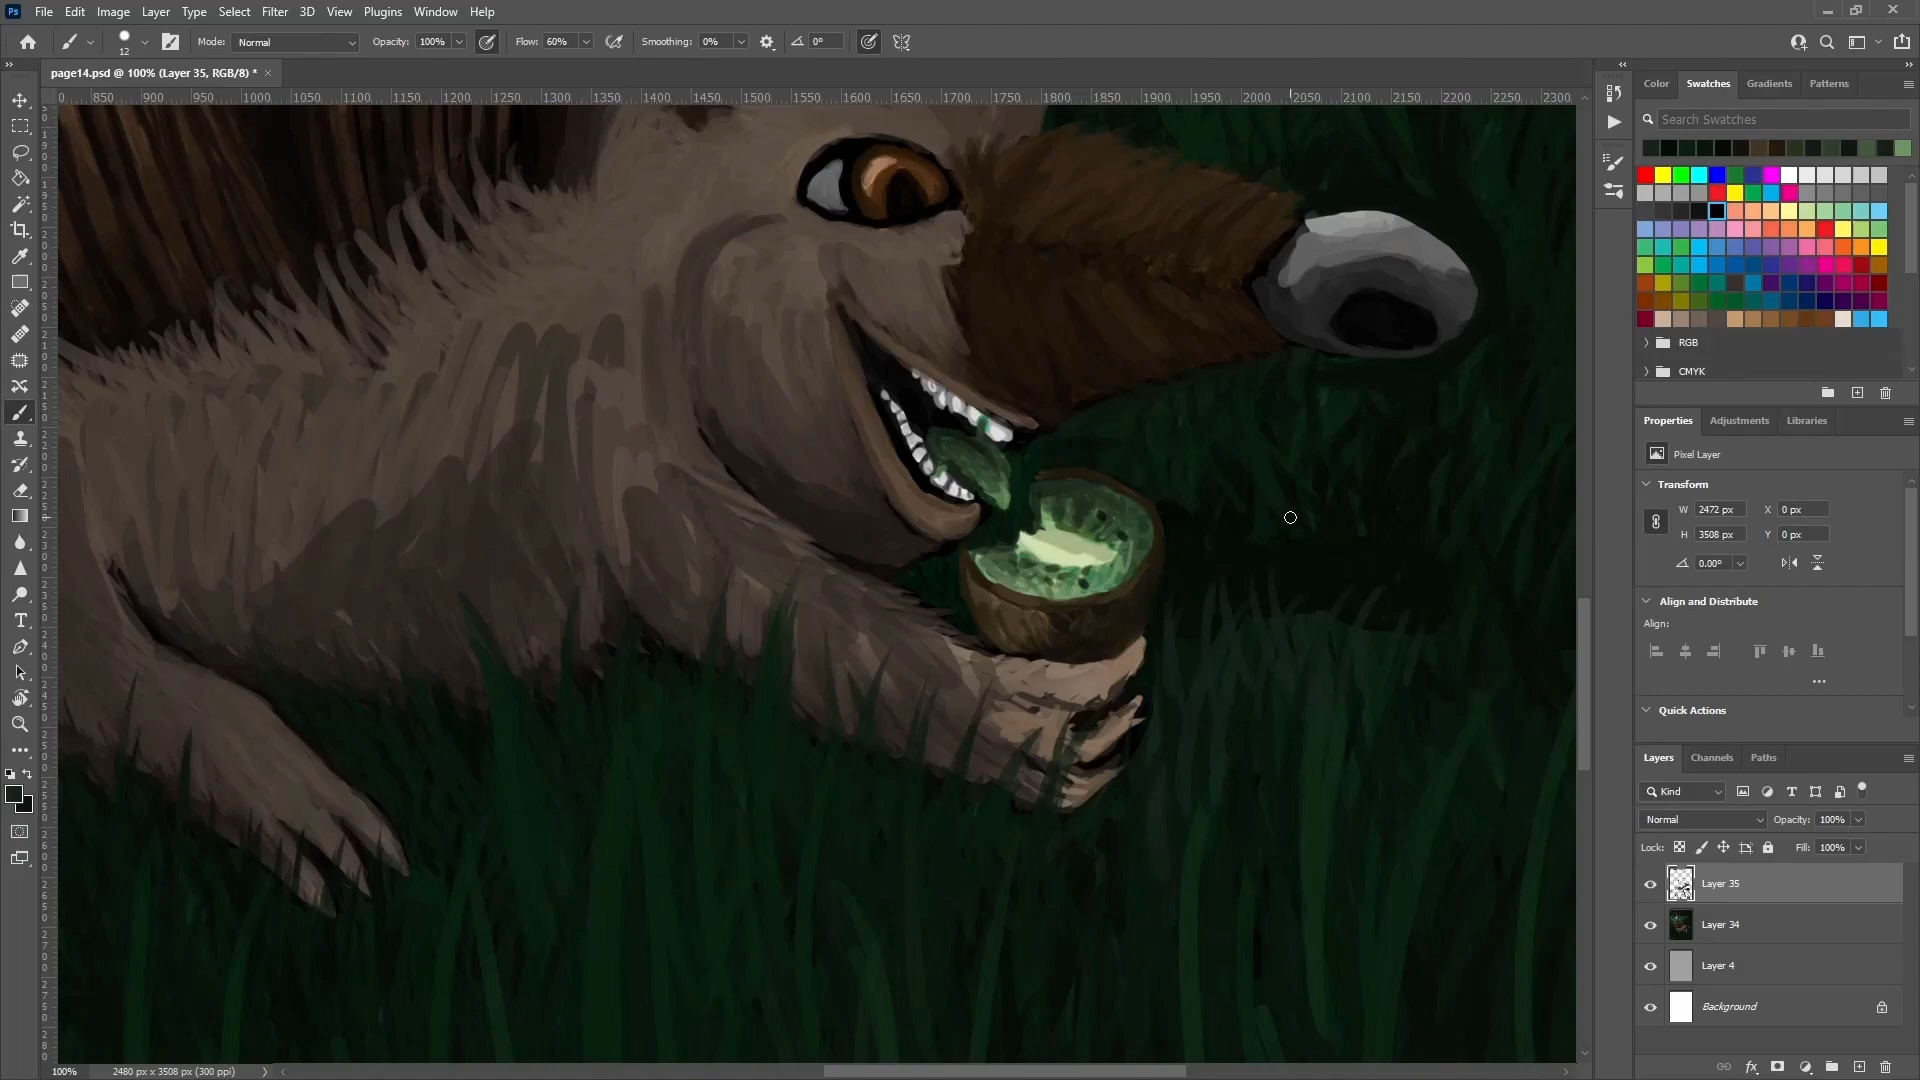 Ps File Edit Image Layer Type Select Filter 3D View Plugins Window Help
12 Mode: Normal Opacity: 100% Flow: 60% Smoothing: 0% 0°
page14.psd @ 100% (Layer 35, RGB/8) * ×
0 850 900 950 1000 1050 1100 1150 1200 1250 1300 1350 1400 1450 1500 1550 1600 1650 1700 1750 1800 1850 1900 1950 2000 2050 2100 2150 2200 2250 2300
Color Swatches Gradients Patterns
Search Swatches
RGB
CMYK
Properties Adjustments Libraries
Pixel Layer
Transform
W 2472 px X 0 px
H 3508 px Y 0 px
0.00°
Align and Distribute
Align:
Quick Actions
Layers Channels Paths
Kind
Normal Opacity: 100%
Lock: Fill: 100%
Layer 35
Layer 34
Layer 4
Background
100% 2480 px x 3508 px (300 ppi)